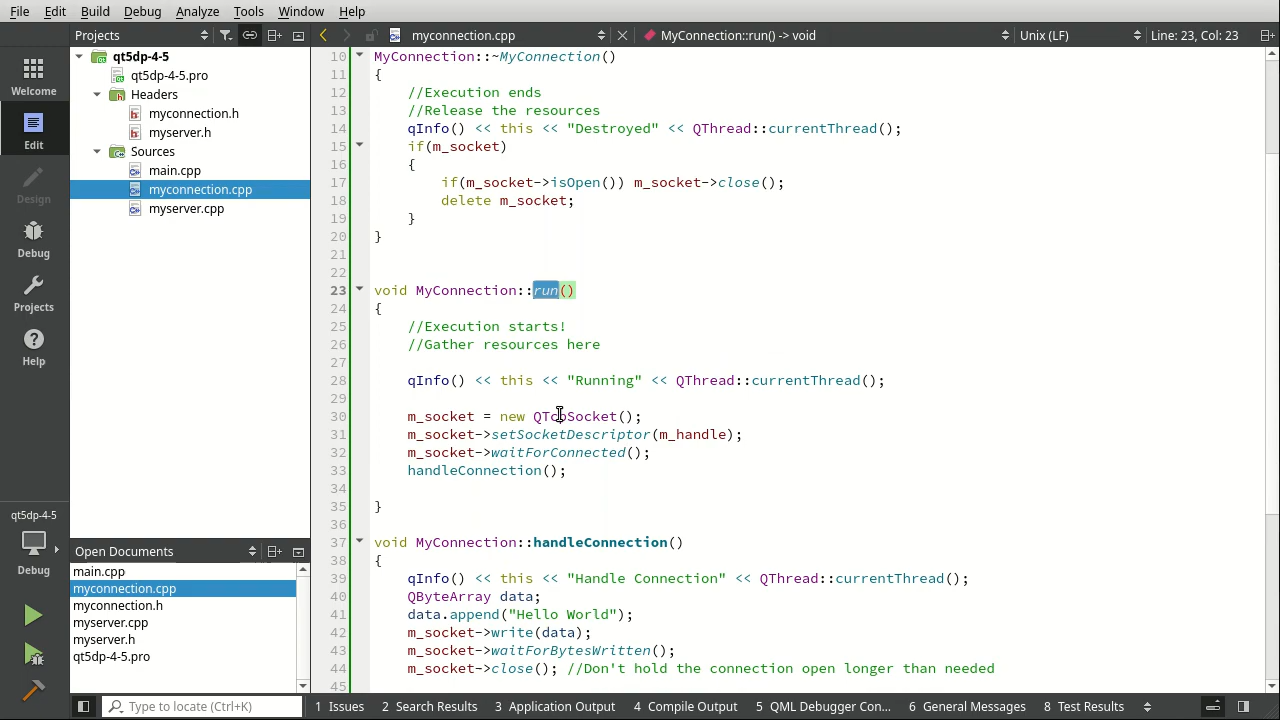 File Edit Build Debug Analyze Tools Window Help
Projects myconnection.cpp MyConnection::run() -> void Unix (LF) Line: 23, Col: 23
Welcome
Edit
Design
Debug
Projects
Help
qt5dp-4-5
Debug
qt5dp-4-5
qt5dp-4-5.pro
Headers
myconnection.h
myserver.h
Sources
main.cpp
myconnection.cpp
myserver.cpp
Open Documents
main.cpp
myconnection.cpp
myconnection.h
myserver.cpp
myserver.h
qt5dp-4-5.pro
10 MyConnection::~MyConnection()
11 {
12 //Execution ends
13 //Release the resources
14 qInfo() << this << "Destroyed" << QThread::currentThread();
15 if(m_socket)
16 {
17 if(m_socket->isOpen()) m_socket->close();
18 delete m_socket;
19 }
20 }
21
22
23 void MyConnection::run()
24 {
25 //Execution starts!
26 //Gather resources here
27
28 qInfo() << this << "Running" << QThread::currentThread();
29
30 m_socket = new QTcpSocket();
31 m_socket->setSocketDescriptor(m_handle);
32 m_socket->waitForConnected();
33 handleConnection();
34
35 }
36
37 void MyConnection::handleConnection()
38 {
39 qInfo() << this << "Handle Connection" << QThread::currentThread();
40 QByteArray data;
41 data.append("Hello World");
42 m_socket->write(data);
43 m_socket->waitForBytesWritten();
44 m_socket->close(); //Don't hold the connection open longer than needed
45
Type to locate (Ctrl+K) 1 Issues 2 Search Results 3 Application Output 4 Compile Output 5 QML Debugger Con... 6 General Messages 8 Test Results